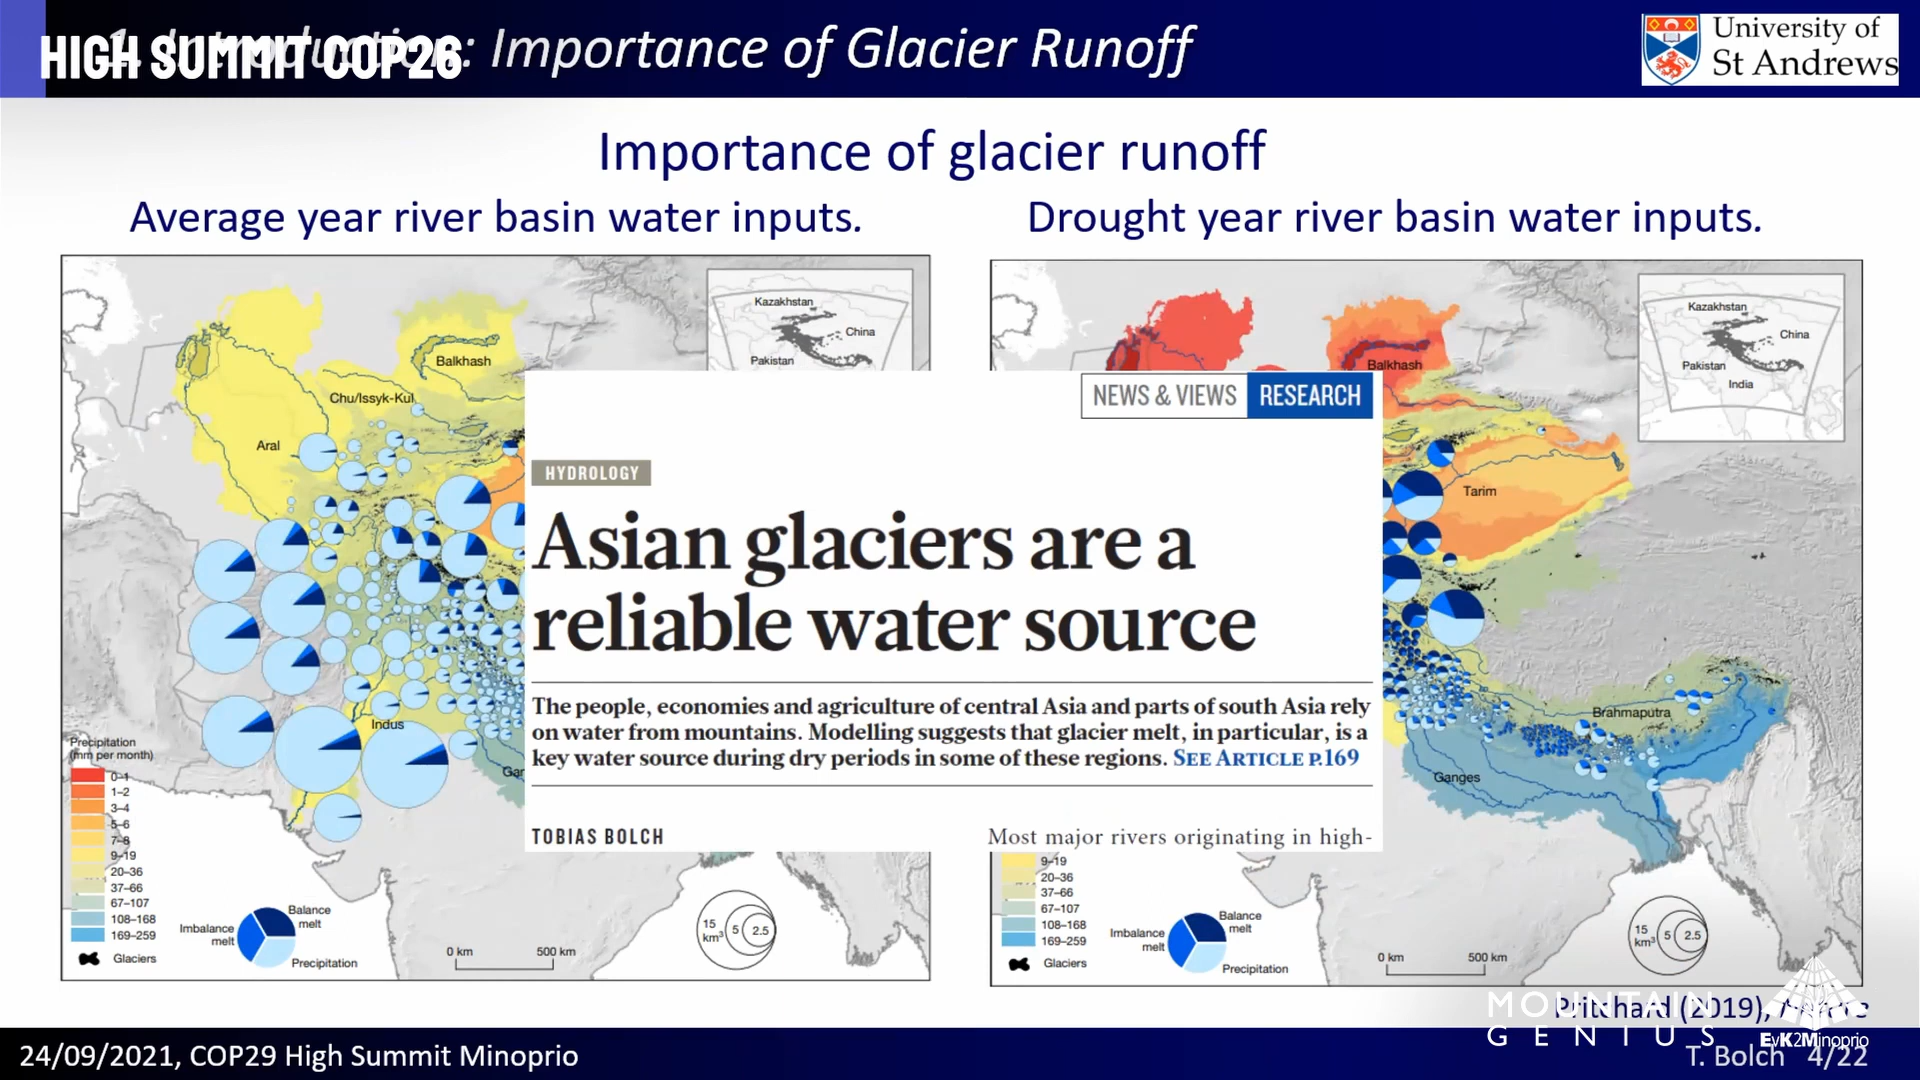 1. Introduction: Importance of Glacier Runoff
HIGH SUMMIT COP26
University of
St Andrews
Importance of glacier runoff
Average year river basin water inputs.
Drought year river basin water inputs.
Kazakhstan
China
Pakistan
Balkhash
Chu/Issyk-Kul
Aral
Indus
Precipitation
(mm per month)
0–1
1–2
3–4
5–6
7–8
9–19
20–36
37–66
67–107
108–168
169–259
Glaciers
Imbalance
melt
Balance
melt
Precipitation
0 km
500 km
15
km³
5
2.5
Kazakhstan
China
Pakistan
India
Balkhash
Tarim
Brahmaputra
Ganges
NEWS & VIEWS RESEARCH
HYDROLOGY
Asian glaciers are a
reliable water source
The people, economies and agriculture of central Asia and parts of south Asia rely
on water from mountains. Modelling suggests that glacier melt, in particular, is a
key water source during dry periods in some of these regions. SEE ARTICLE P.169
TOBIAS BOLCH
Most major rivers originating in high-
9–19
20–36
37–66
67–107
108–168
169–259
Glaciers
Imbalance
melt
Balance
melt
Precipitation
0 km
500 km
15
km³
5
2.5
Pritchard (2019), Nature
MOUNTAIN
GENIUS
EvK2Minoprio
24/09/2021, COP29 High Summit Minoprio
T. Bolch 4/22